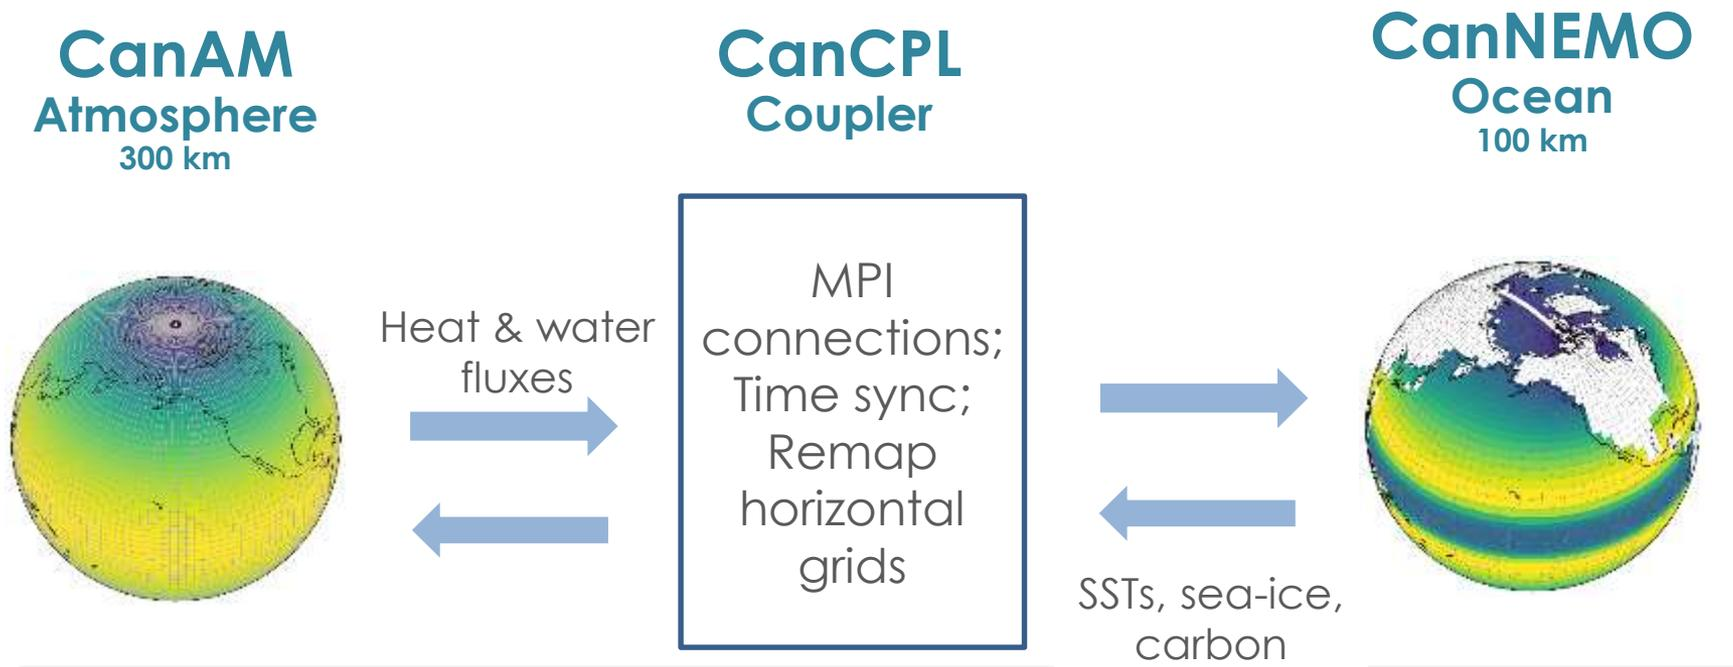 CanAM
Atmosphere
300 km
CanCPL
Coupler
CanNEMO
Ocean
100 km
Heat & water
fluxes
MPI
connections;
Time sync;
Remap
horizontal
grids
SSTs, sea-ice,
carbon